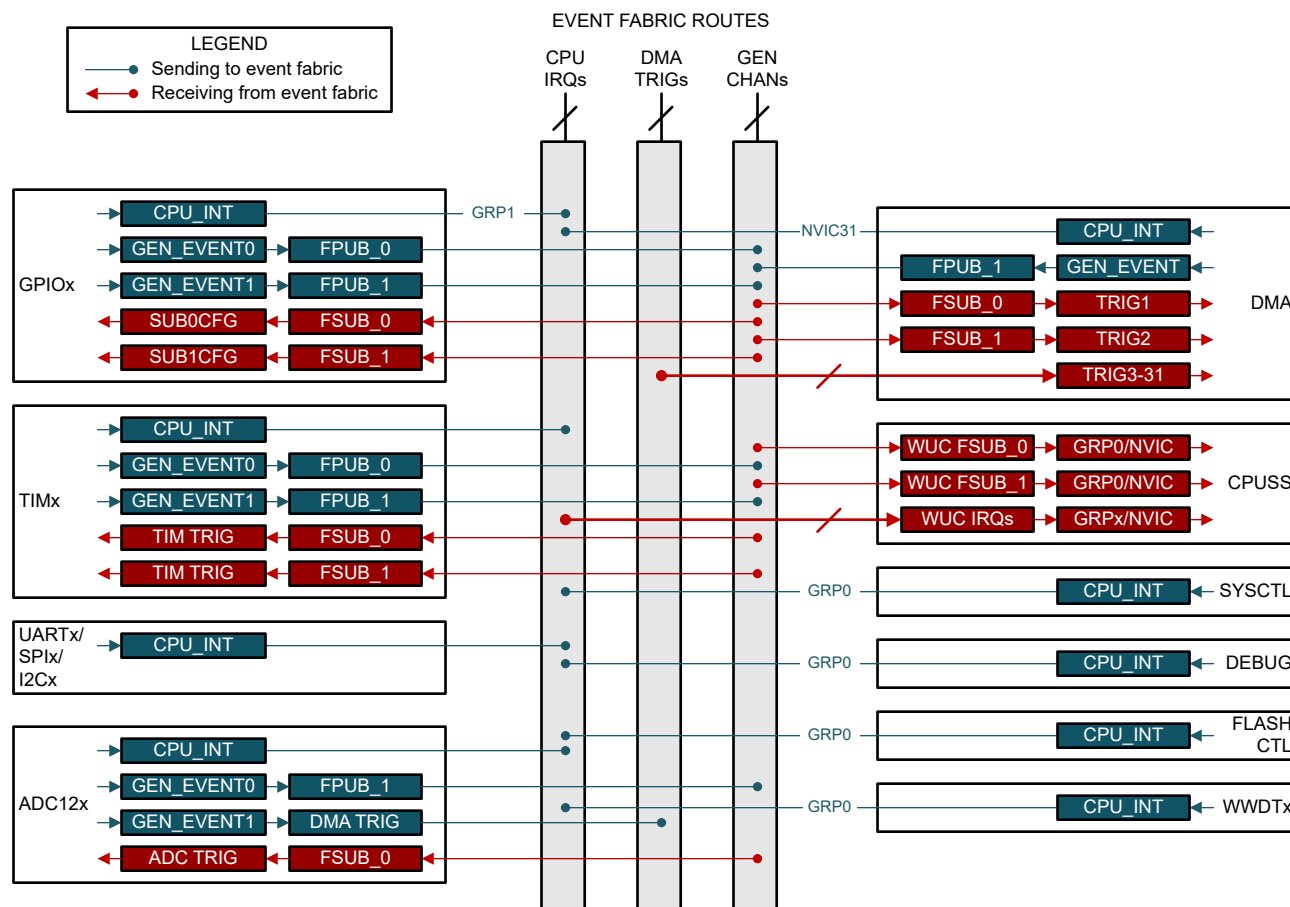 EVENT FABRIC ROUTES
LEGEND
Sending to event fabric
Receiving from event fabric
CPU
IRQs
DMA
TRIGs
GEN
CHANs
GPIOx
CPU_INT
GRP1
GEN_EVENT0 FPUB_0
GEN_EVENT1 FPUB_1
SUB0CFG FSUB_0
SUB1CFG FSUB_1
NVIC31 CPU_INT
FPUB_1 GEN_EVENT
FSUB_0 TRIG1
DMA
FSUB_1 TRIG2
TRIG3-31
TIMx
CPU_INT
GEN_EVENT0 FPUB_0
GEN_EVENT1 FPUB_1
TIM TRIG FSUB_0
TIM TRIG FSUB_1
WUC FSUB_0 GRP0/NVIC
WUC FSUB_1 GRP0/NVIC
CPUSS
WUC IRQs GRPx/NVIC
GRP0 CPU_INT SYSCTL
UARTx/
SPIx/
I2Cx
CPU_INT
GRP0 CPU_INT DEBUG
ADC12x
CPU_INT
GEN_EVENT0 FPUB_1
GEN_EVENT1 DMA TRIG
ADC TRIG FSUB_0
GRP0 CPU_INT
FLASH
CTL
GRP0 CPU_INT WWDTx